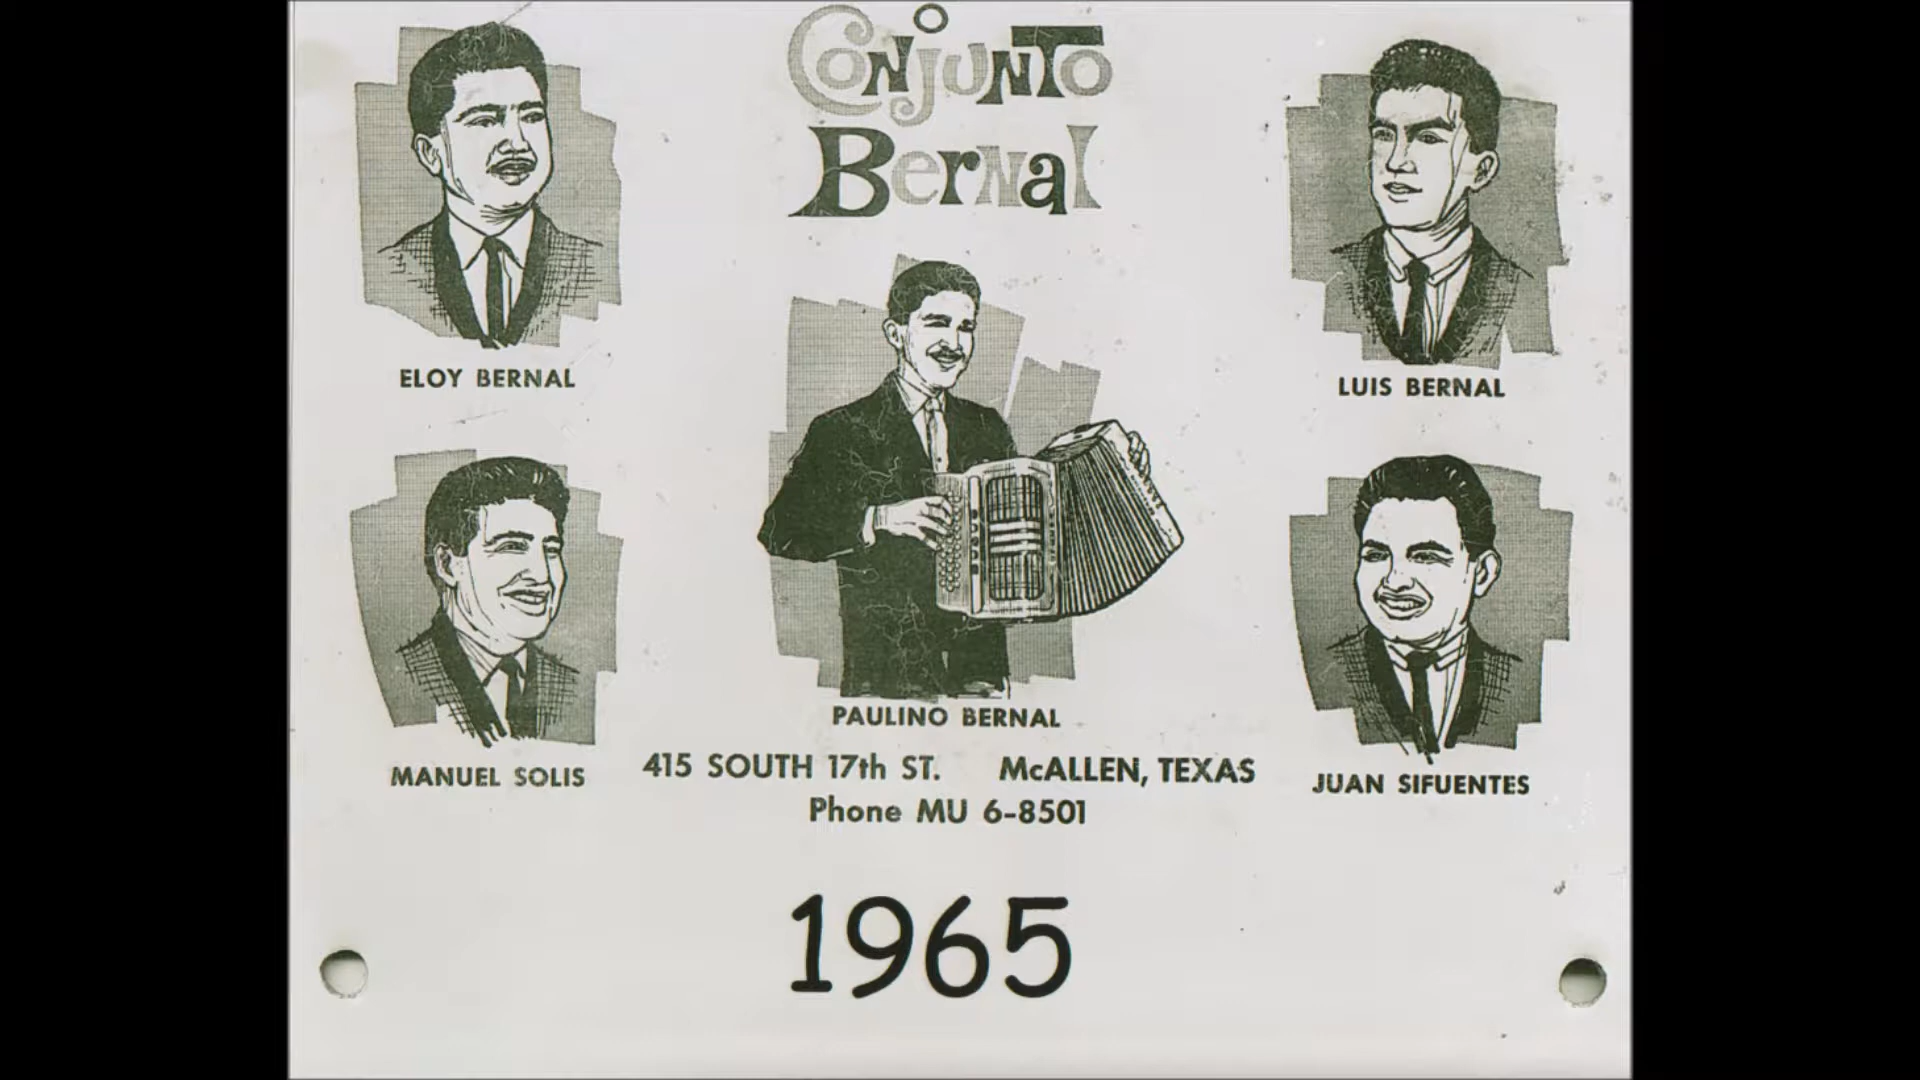 Conjunto
Bernal
ELOY BERNAL
LUIS BERNAL
PAULINO BERNAL
MANUEL SOLIS
415 SOUTH 17th ST. McALLEN, TEXAS
JUAN SIFUENTES
Phone MU 6-8501
1965